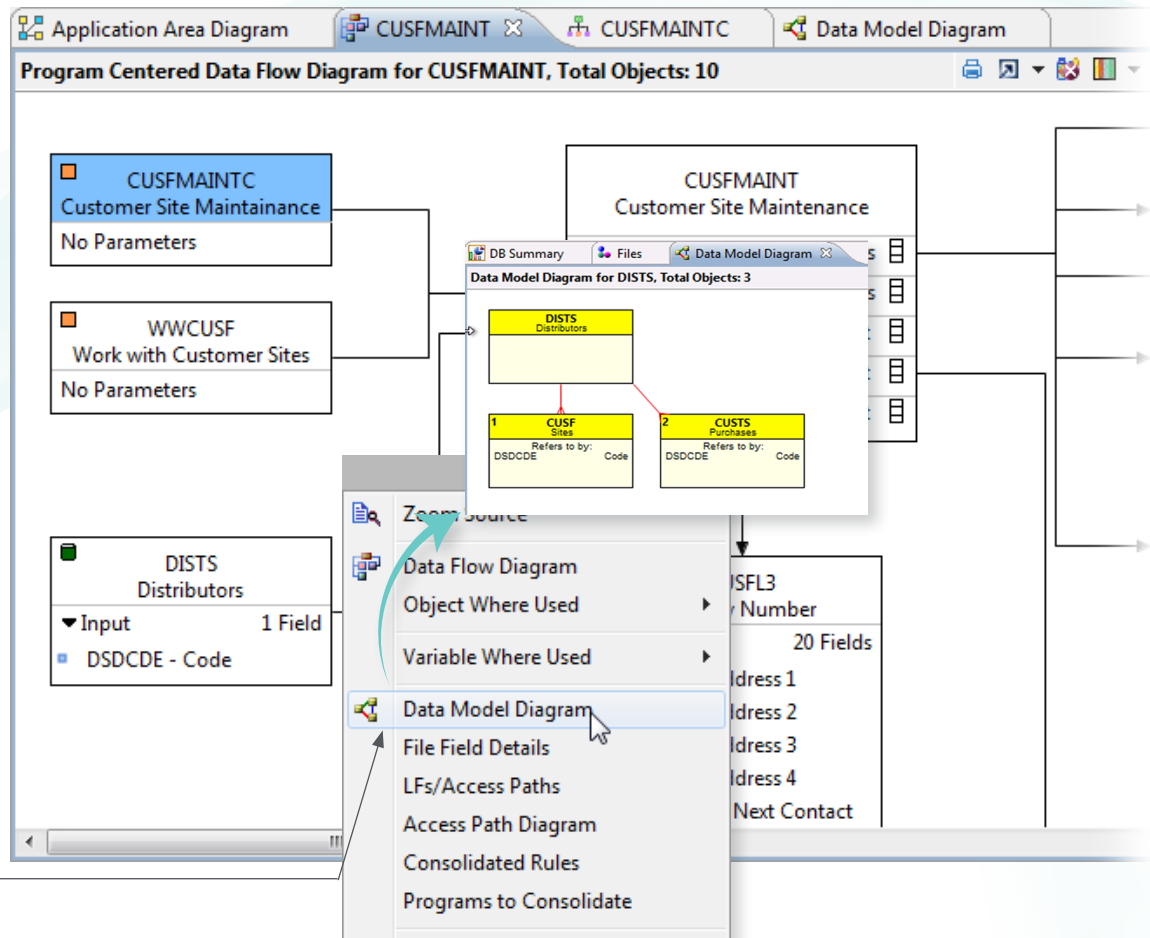 Application Area Diagram
CUSFMAINT
CUSFMAINTC
Data Model Diagram
Program Centered Data Flow Diagram for CUSFMAINT, Total Objects: 10
CUSFMAINTC
Customer Site Maintainance
No Parameters
WWCUSF
Work with Customer Sites
No Parameters
DISTS
Distributors
Input 1 Field
DSDCDE - Code
CUSFMAINT
Customer Site Maintenance
DB Summary
Files
Data Model Diagram
Data Model Diagram for DISTS, Total Objects: 3
DISTS
Distributors
1 CUSF
Sites
Refers to by:
DSDCDE Code
2 CUSTS
Purchases
Refers to by:
DSDCDE Code
Zoom Source
Data Flow Diagram
Object Where Used
Variable Where Used
Data Model Diagram
File Field Details
LFs/Access Paths
Access Path Diagram
Consolidated Rules
Programs to Consolidate
Number
20 Fields
1
2
3
4
Next Contact